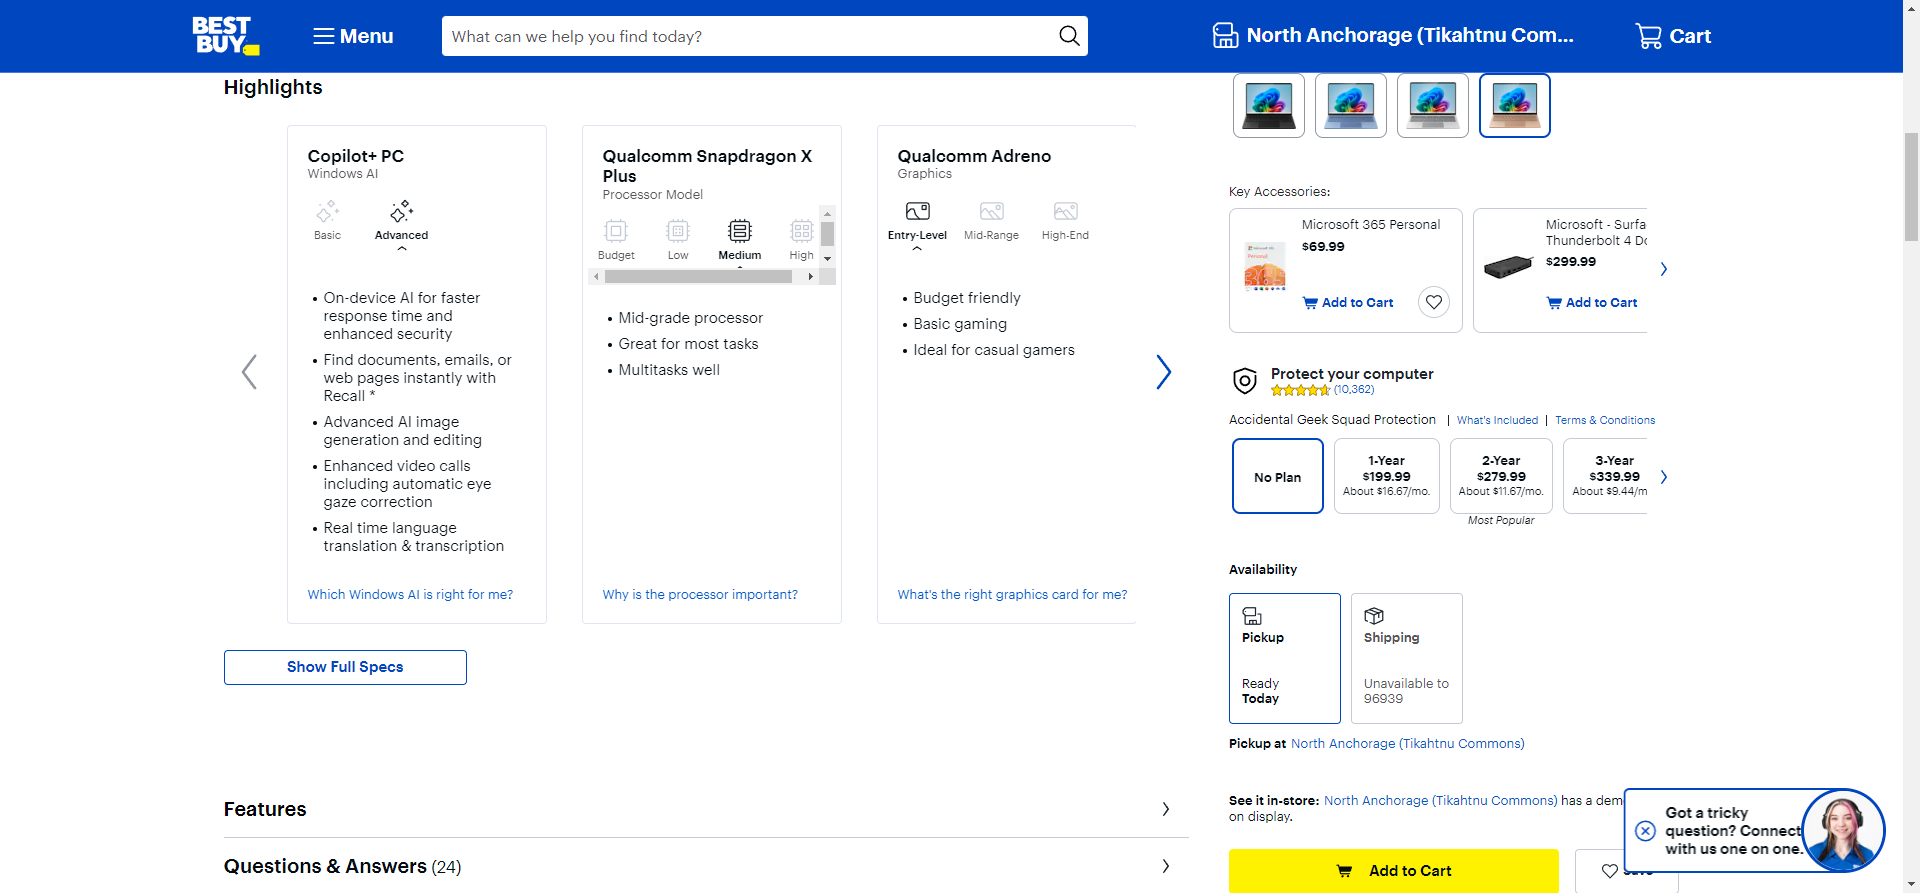 BEST
BUY
Menu
What can we help you find today?
North Anchorage (Tikahtnu Com...
Cart
Highlights
Copilot+ PC
Windows AI
Basic
Advanced
On-device AI for faster
response time and
enhanced security
Find documents, emails, or
web pages instantly with
Recall *
Advanced AI image
generation and editing
Enhanced video calls
including automatic eye
gaze correction
Real time language
translation & transcription
Which Windows AI is right for me?
Qualcomm Snapdragon X
Plus
Processor Model
Budget
Low
Medium
High
Mid-grade processor
Great for most tasks
Multitasks well
Why is the processor important?
Qualcomm Adreno
Graphics
Entry-Level
Mid-Range
High-End
Budget friendly
Basic gaming
Ideal for casual gamers
What's the right graphics card for me?
Show Full Specs
Features
Questions & Answers (24)
Key Accessories:
Microsoft 365 Personal
$69.99
Add to Cart
Microsoft - Surfa
Thunderbolt 4 Do
$299.99
Add to Cart
Protect your computer
(10,362)
Accidental Geek Squad Protection | What's Included | Terms & Conditions
No Plan
1-Year
$199.99
About $16.67/mo.
2-Year
$279.99
About $11.67/mo.
Most Popular
3-Year
$339.99
About $9.44/m
Availability
Pickup
Ready
Today
Shipping
Unavailable to
96939
Pickup at North Anchorage (Tikahtnu Commons)
See it in-store: North Anchorage (Tikahtnu Commons) has a dem
on display.
Add to Cart
Got a tricky
question? Connect
with us one on one.